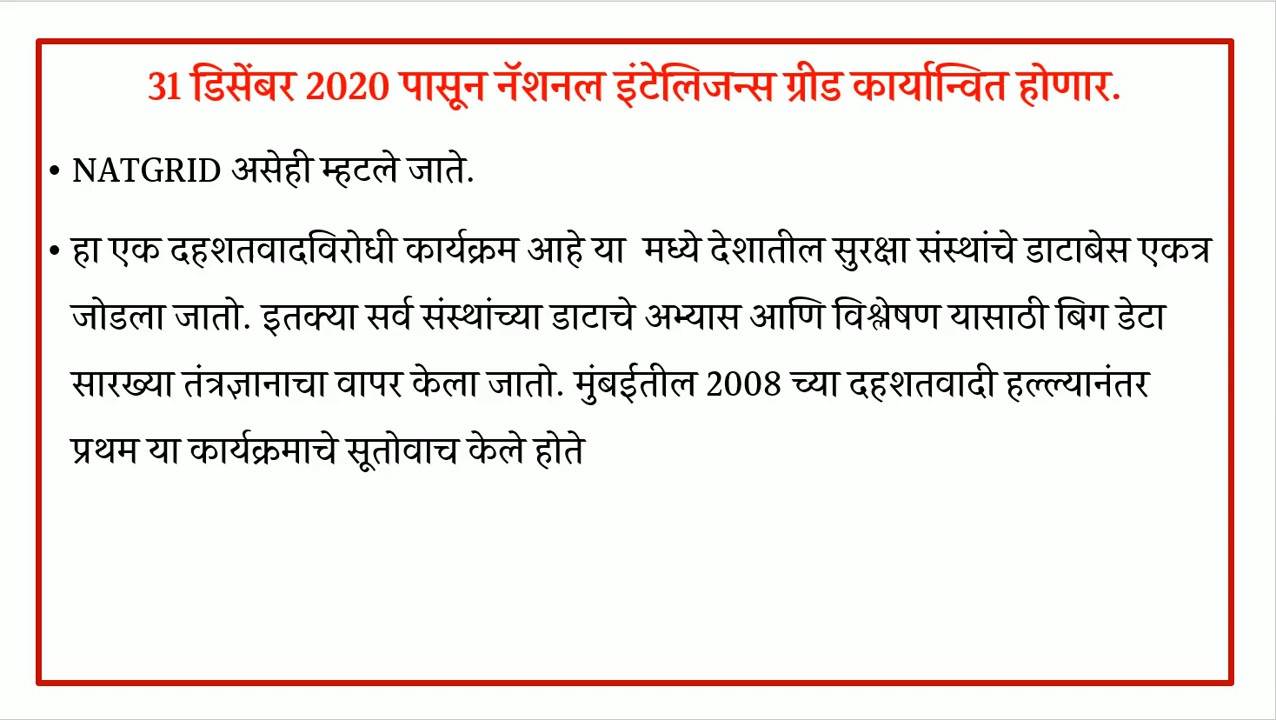 31 डिसेंबर 2020 पासून नॅशनल इंटेलिजन्स ग्रीड कार्यान्वित होणार.
• NATGRID असेही म्हटले जाते.
• हा एक दहशतवादविरोधी कार्यक्रम आहे या मध्ये देशातील सुरक्षा संस्थांचे डाटाबेस एकत्र
जोडला जातो. इतक्या सर्व संस्थांच्या डाटाचे अभ्यास आणि विश्लेषण यासाठी बिग डेटा
सारख्या तंत्रज्ञानाचा वापर केला जातो. मुंबईतील 2008 च्या दहशतवादी हल्ल्यानंतर
प्रथम या कार्यक्रमाचे सूतोवाच केले होते